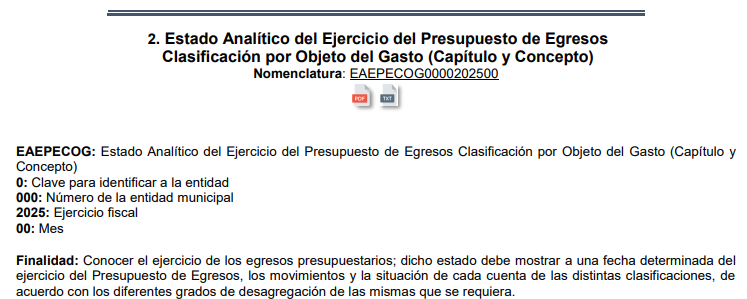 2. Estado Analítico del Ejercicio del Presupuesto de Egresos
Clasificación por Objeto del Gasto (Capítulo y Concepto)
Nomenclatura: EAEPECOG0000202500
PDF TXT
EAEPECOG: Estado Analítico del Ejercicio del Presupuesto de Egresos Clasificación por Objeto del Gasto (Capítulo y
Concepto)
0: Clave para identificar a la entidad
000: Número de la entidad municipal
2025: Ejercicio fiscal
00: Mes
Finalidad: Conocer el ejercicio de los egresos presupuestarios; dicho estado debe mostrar a una fecha determinada del
ejercicio del Presupuesto de Egresos, los movimientos y la situación de cada cuenta de las distintas clasificaciones, de
acuerdo con los diferentes grados de desagregación de las mismas que se requiera.